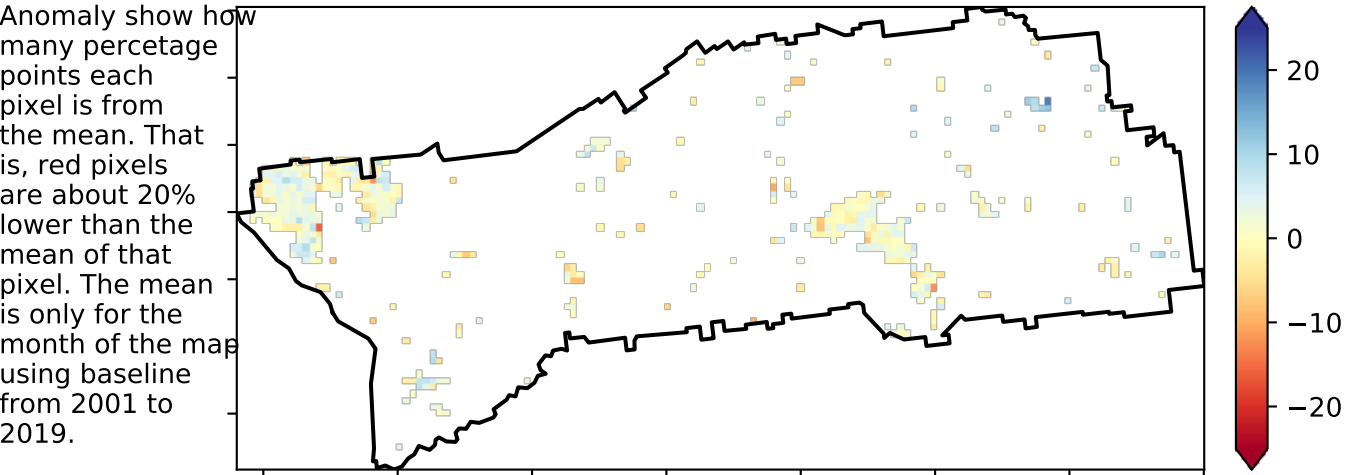 Anomaly show how
many percetage
points each
pixel is from
the mean. That
is, red pixels
are about 20%
lower than the
mean of that
pixel. The mean
is only for the
month of the map
using baseline
from 2001 to
2019.
20
10
0
−10
−20